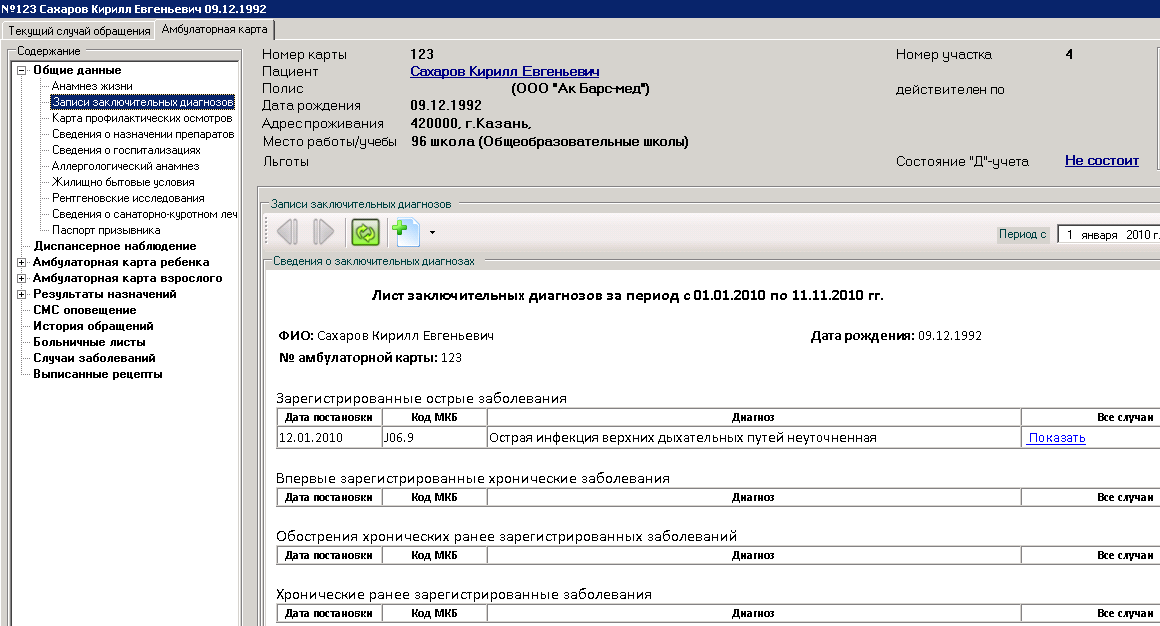 №123 Сахаров Кирилл Евгеньевич 09.12.1992
Текущий случай обращения
Амбулаторная карта
Содержание
Общие данные
Анамнез жизни
Записи заключительных диагнозов
Карта профилактических осмотров
Сведения о назначении препаратов
Сведения о госпитализациях
Аллергологический анамнез
Жилищно бытовые условия
Рентгеновские исследования
Сведения о санаторно-куротном леч
Паспорт призывника
Диспансерное наблюдение
Амбулаторная карта ребенка
Амбулаторная карта взрослого
Результаты назначений
СМС оповещение
История обращений
Больничные листы
Случаи заболеваний
Выписанные рецепты
Номер карты 123 Номер участка 4
Пациент Сахаров Кирилл Евгеньевич
Полис (ООО "Ак Барс-мед") действителен по
Дата рождения 09.12.1992
Адрес проживания 420000, г.Казань,
Место работы/учебы 96 школа (Общеобразовательные школы)
Льготы Состояние "Д"-учета Не состоит
Записи заключительных диагнозов
Период с 1 января 2010 г.
Сведения о заключительных диагнозах
Лист заключительных диагнозов за период с 01.01.2010 по 11.11.2010 гг.
ФИО: Сахаров Кирилл Евгеньевич Дата рождения: 09.12.1992
№ амбулаторной карты: 123
Зарегистрированные острые заболевания
Дата постановки Код МКБ Диагноз Все случаи
12.01.2010 J06.9 Острая инфекция верхних дыхательных путей неуточненная Показать
Впервые зарегистрированные хронические заболевания
Дата постановки Код МКБ Диагноз Все случаи
Обострения хронических ранее зарегистрированных заболеваний
Дата постановки Код МКБ Диагноз Все случаи
Хронические ранее зарегистрированные заболевания
Дата постановки Код МКБ Диагноз Все случаи